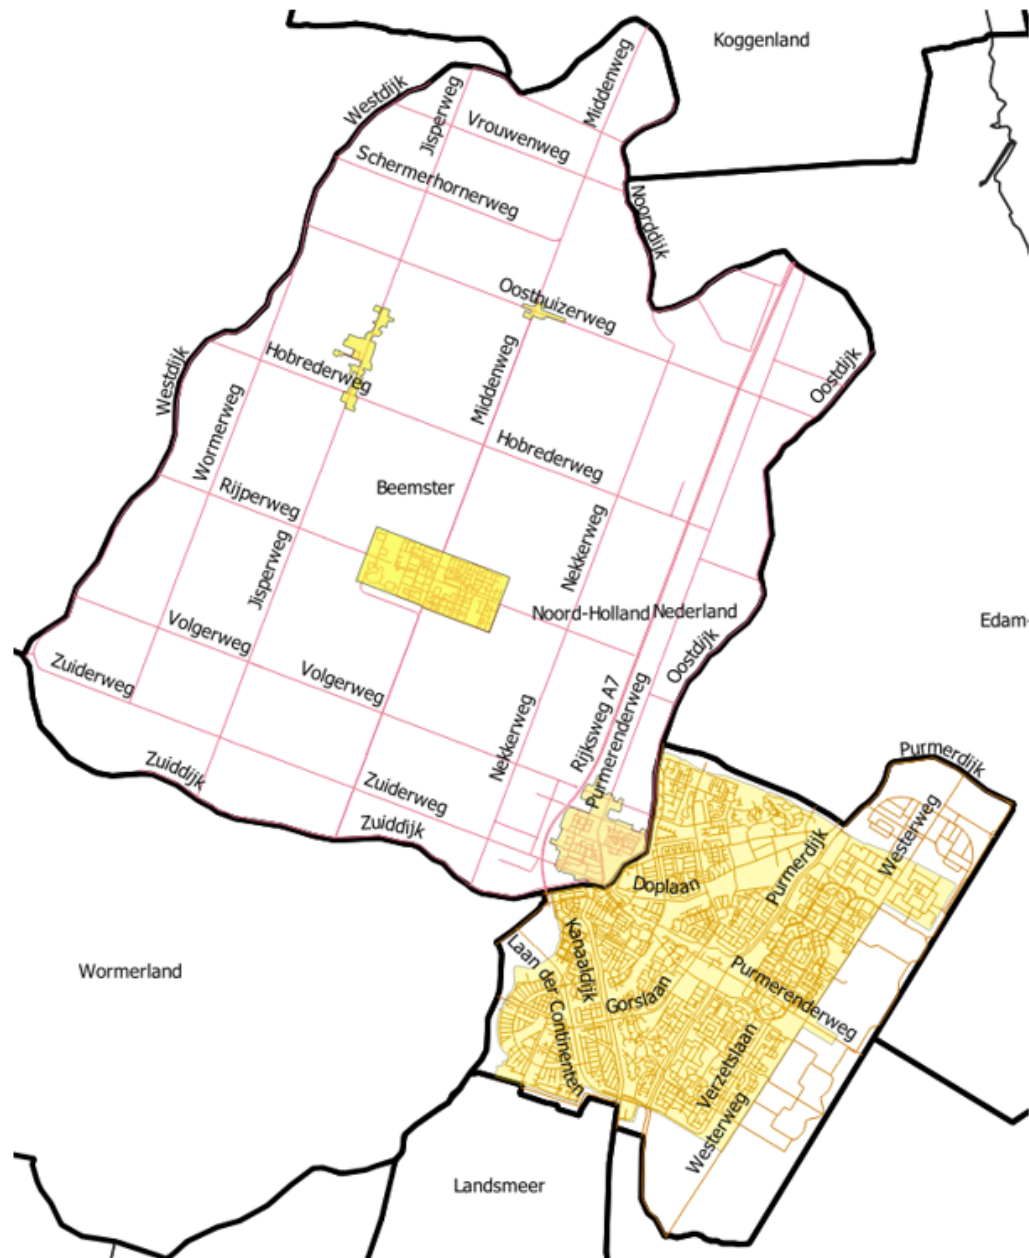 Koggenland
Middenweg
Westdijk
Jisperweg
Vrouwenweg
Schermerhornerweg
Noorddijk
Oosthuizerweg
Hobrederweg
Middenweg
Westdijk
Oostdijk
Wormerweg
Hobrederweg
Beemster
Rijperweg
Nekkerweg
Jisperweg
Noord-Holland
Nederland
Edam-
Volgerweg
Oostdijk
Zuiderweg
Volgerweg
Rijksweg A7
Purmerenderweg
Nekkerweg
Zuiddijk
Zuiderweg
Purmerdijk
Zuiddijk
Westerweg
Purmerdijk
Doplaan
Kanaaldijk
Wormerland
Laan der Continenten
Gorslaan
Purmerenderweg
Verzetslaan
Westerweg
Landsmeer